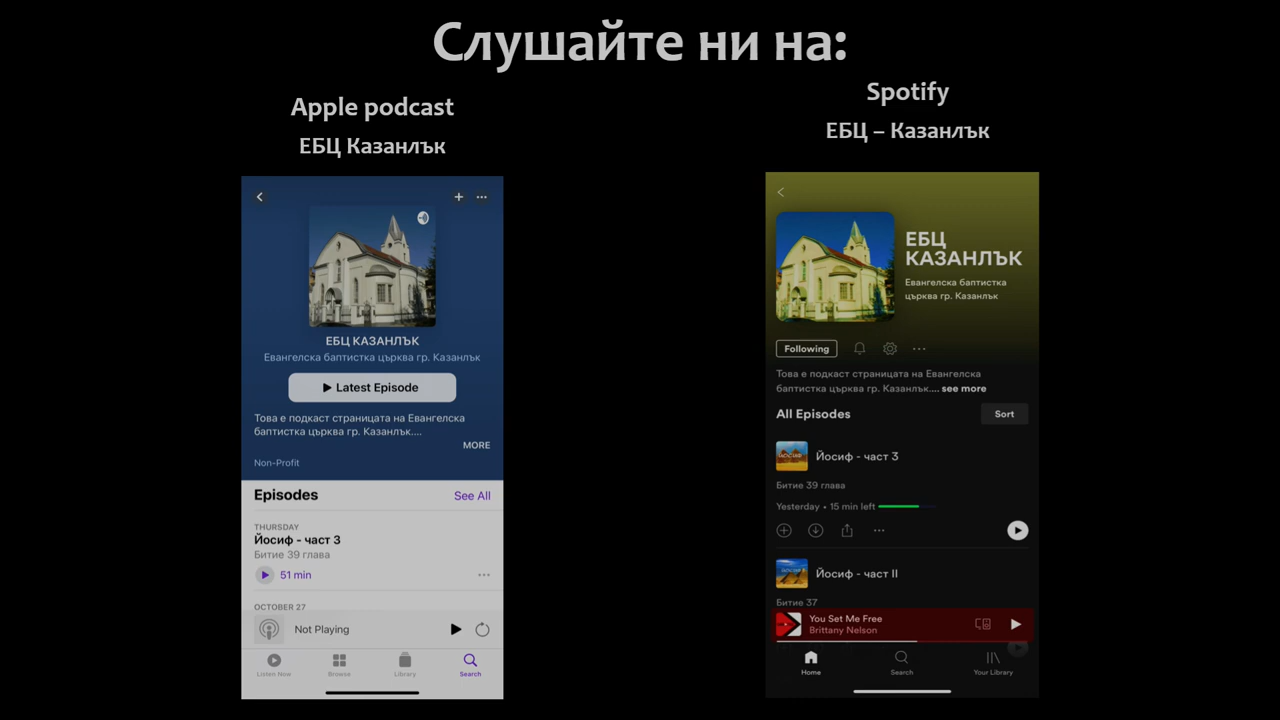 Слушайте ни на:
Apple podcast
ЕБЦ Казанлък
ЕБЦ КАЗАНЛЪК
Евангелска баптистка църква гр. Казанлък
Latest Episode
Това е подкаст страницата на Евангелска
баптистка църква гр. Казанлък....
MORE
Non-Profit
Episodes
See All
THURSDAY
Йосиф - част 3
Битие 39 глава
51 min
OCTOBER 27
Not Playing
Listen Now
Browse
Library
Search
Spotify
ЕБЦ – Казанлък
ЕБЦ
КАЗАНЛЪК
Евангелска баптистка
църква гр. Казанлък
Following
Това е подкаст страницата на Евангелска
баптистка църква гр. Казанлък.... see more
All Episodes
Sort
Йосиф - част 3
Битие 39 глава
Yesterday • 15 min left
Йосиф - част II
Битие 37
You Set Me Free
Brittany Nelson
Home
Search
Your Library